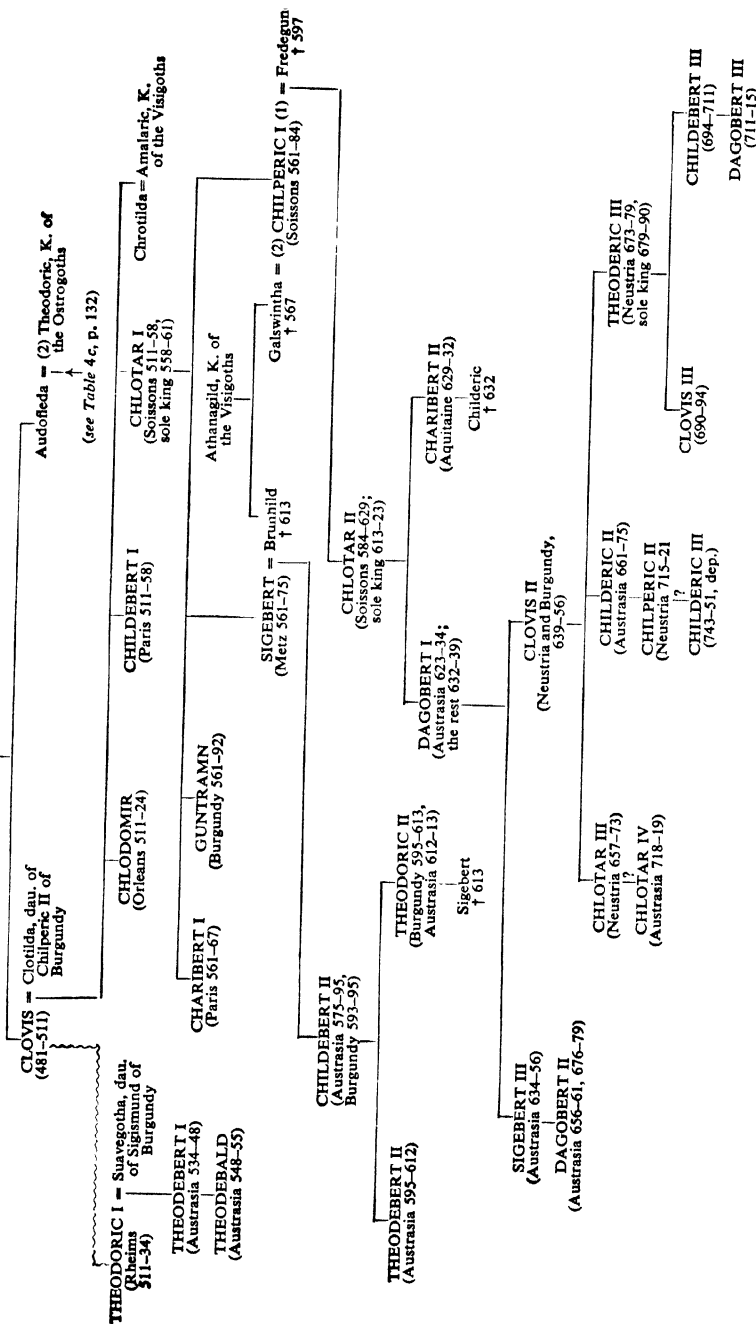 CLOVIS = Clotilda, dau. of
(481–511) Chilperic II of
Burgundy
Audofleda = (2) Theodoric, K. of
the Ostrogoths
(see Table 4c, p. 132)
THEODORIC I = Suavegotha, dau.
(Rheims of Sigismund of
511–34) Burgundy
CHLODOMIR
(Orleans 511–24)
CHILDEBERT I
(Paris 511–58)
CHLOTAR I
(Soissons 511–58,
sole king 558–61)
Chrotilda = Amalaric, K.
of the Visigoths
THEODEBERT I
(Austrasia 534–48)
THEODEBALD
(Austrasia 548–55)
Athanagild, K. of
the Visigoths
CHARIBERT I
(Paris 561–67)
GUNTRAMN
(Burgundy 561–92)
SIGEBERT = Brunhild
(Metz 561–75) † 613
Galswintha = (2) CHILPERIC I (1) = Fredegun
† 567 (Soissons 561–84) † 597
CHILDEBERT II
(Austrasia 575–95,
Burgundy 593–95)
CHLOTAR II
(Soissons 584–629;
sole king 613–23)
THEODEBERT II
(Austrasia 595–612)
THEODORIC II
(Burgundy 595–613,
Austrasia 612–13)
Sigebert
† 613
DAGOBERT I
(Austrasia 623–34;
the rest 632–39)
CHARIBERT II
(Aquitaine 629–32)
Childeric
† 632
SIGEBERT III
(Austrasia 634–56)
DAGOBERT II
(Austrasia 656–61, 676–79)
CLOVIS II
(Neustria and Burgundy,
639–56)
CHLOTAR III
(Neustria 657–73)
?
CHLOTAR IV
(Austrasia 718–19)
CHILDERIC II
(Austrasia 661–75)
CHILPERIC II
(Neustria 715–21
?
CHILDERIC III
(743–51, dep.)
THEODERIC III
(Neustria 673–79,
sole king 679–90)
CLOVIS III
(690–94)
CHILDEBERT III
(694–711)
DAGOBERT III
(711–15)